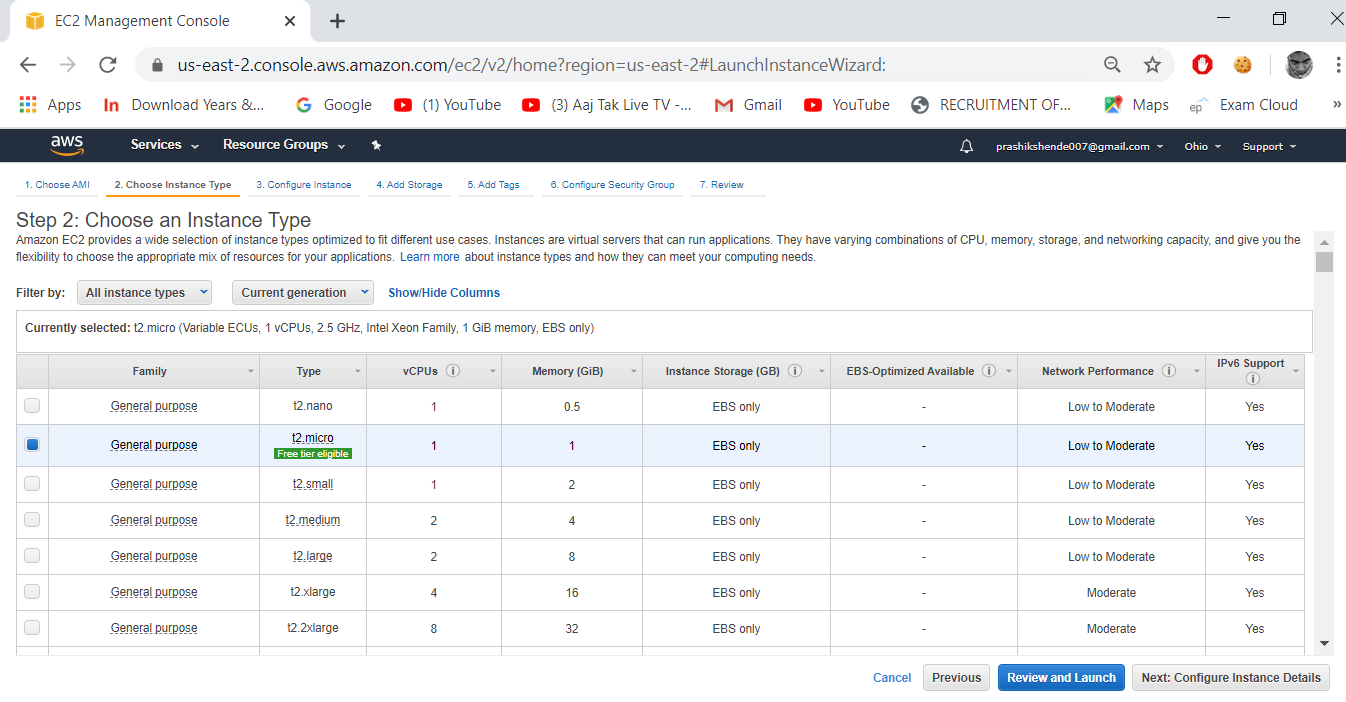 EC2 Management Console
us-east-2.console.aws.amazon.com/ec2/v2/home?region=us-east-2#LaunchInstanceWizard:
Apps In Download Years &... Google (1) YouTube (3) Aaj Tak Live TV -... Gmail YouTube RECRUITMENT OF... Maps ep Exam Cloud »
aws Services Resource Groups prashikshende007@gmail.com Ohio Support
1. Choose AMI 2. Choose Instance Type 3. Configure Instance 4. Add Storage 5. Add Tags 6. Configure Security Group 7. Review
Step 2: Choose an Instance Type
Amazon EC2 provides a wide selection of instance types optimized to fit different use cases. Instances are virtual servers that can run applications. They have varying combinations of CPU, memory, storage, and networking capacity, and give you the
flexibility to choose the appropriate mix of resources for your applications. Learn more about instance types and how they can meet your computing needs.
Filter by: All instance types Current generation Show/Hide Columns
Currently selected: t2.micro (Variable ECUs, 1 vCPUs, 2.5 GHz, Intel Xeon Family, 1 GiB memory, EBS only)
Family Type vCPUs i Memory (GiB) Instance Storage (GB) i EBS-Optimized Available i Network Performance i IPv6 Support i
General purpose t2.nano 1 0.5 EBS only - Low to Moderate Yes
General purpose t2.micro 1 1 EBS only - Low to Moderate Yes
Free tier eligible
General purpose t2.small 1 2 EBS only - Low to Moderate Yes
General purpose t2.medium 2 4 EBS only - Low to Moderate Yes
General purpose t2.large 2 8 EBS only - Low to Moderate Yes
General purpose t2.xlarge 4 16 EBS only - Moderate Yes
General purpose t2.2xlarge 8 32 EBS only - Moderate Yes
Cancel Previous Review and Launch Next: Configure Instance Details